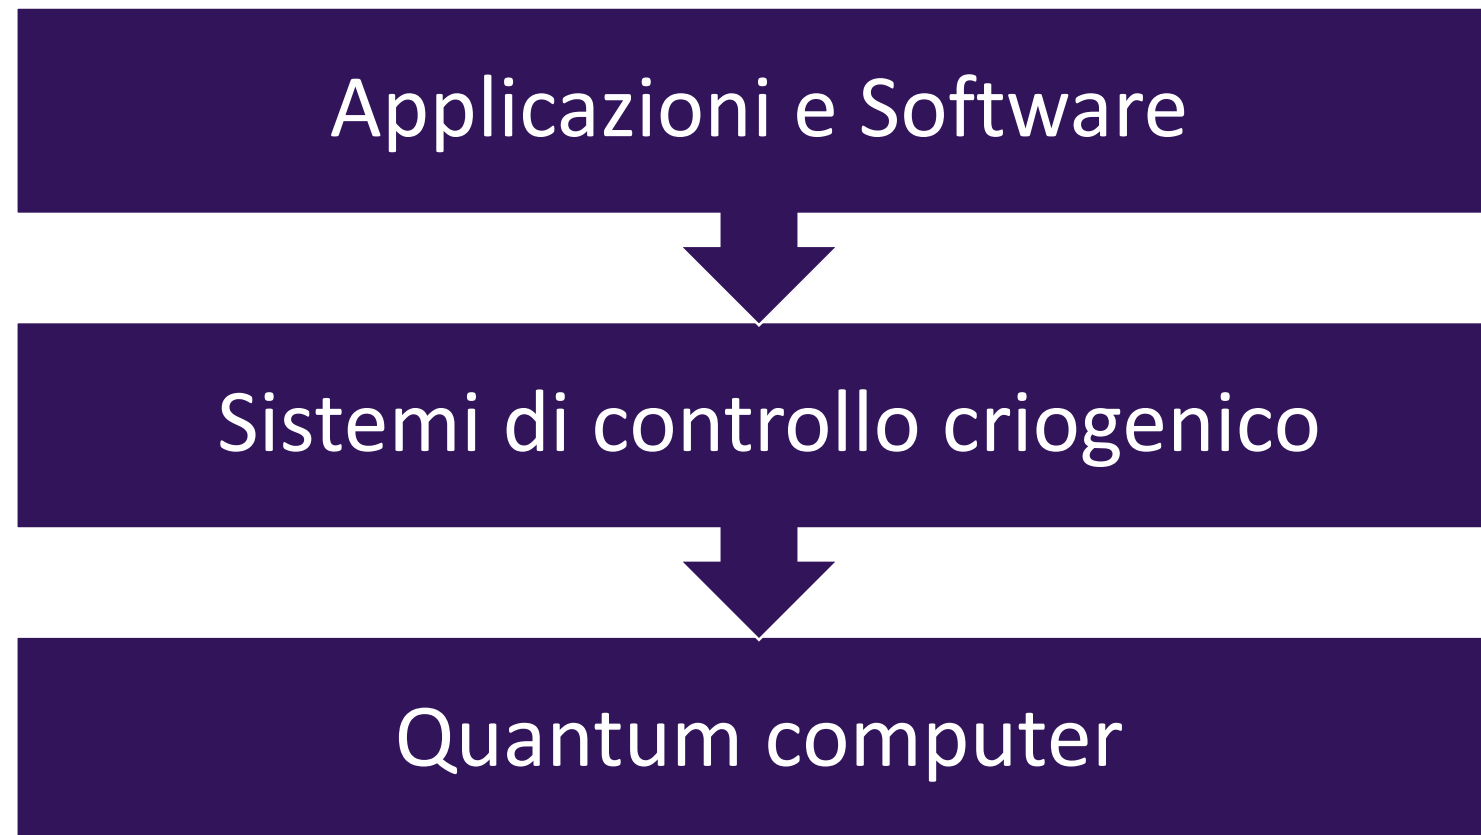 Applicazioni e Software
Sistemi di controllo criogenico
Quantum computer